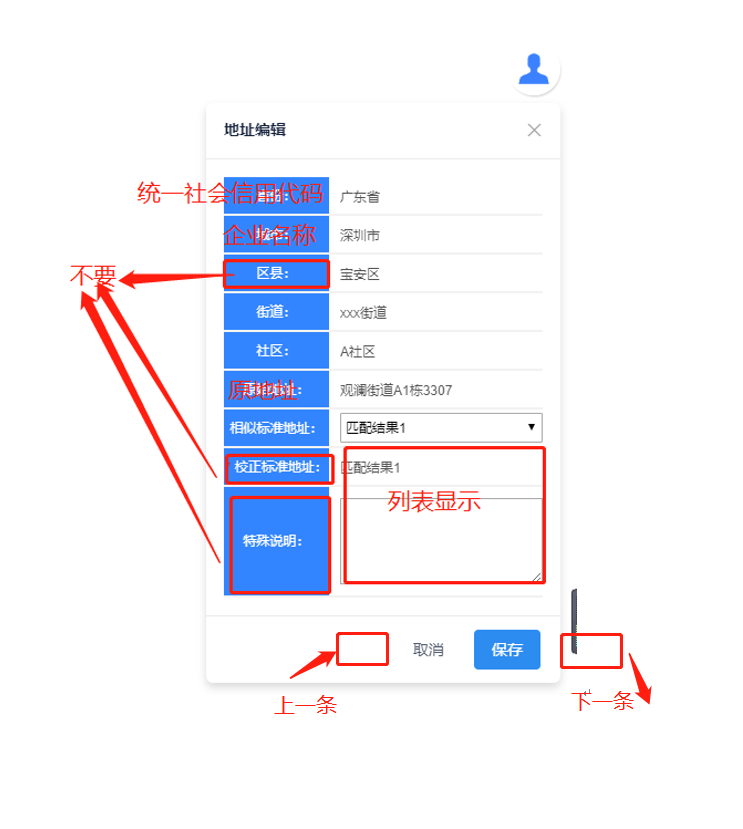 地址编辑
统一社会信用代码
广东省
企业名称
深圳市
不要
区县：
宝安区
街道：
xxx街道
社区：
A社区
原地址
观澜街道A1栋3307
相似标准地址：
匹配结果1
校正标准地址：
匹配结果1
列表显示
特殊说明：
取消
保存
上一条
下一条